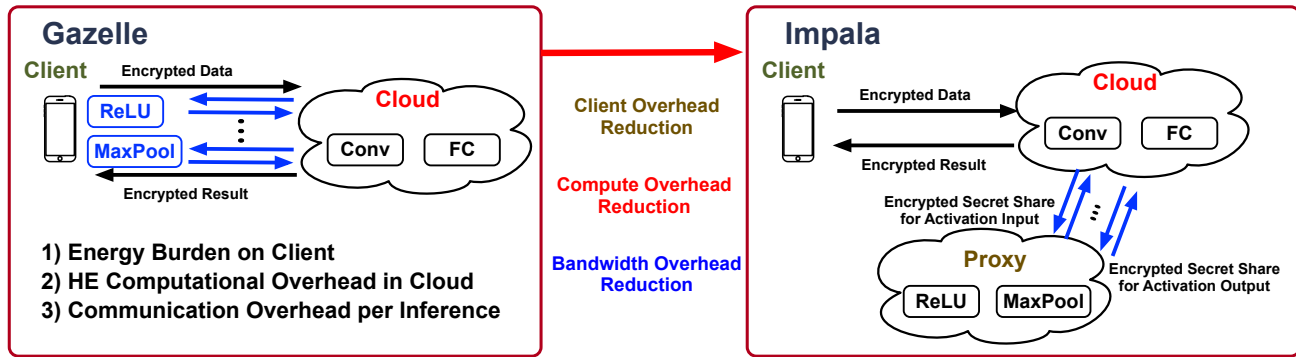 Gazelle
Client
Encrypted Data
ReLU
MaxPool
Cloud
Conv
FC
Encrypted Result
1) Energy Burden on Client
2) HE Computational Overhead in Cloud
3) Communication Overhead per Inference
Client Overhead
Reduction
Compute Overhead
Reduction
Bandwidth Overhead
Reduction
Impala
Client
Encrypted Data
Cloud
Conv
FC
Encrypted Result
Encrypted Secret Share
for Activation Input
Proxy
ReLU
MaxPool
Encrypted Secret Share
for Activation Output